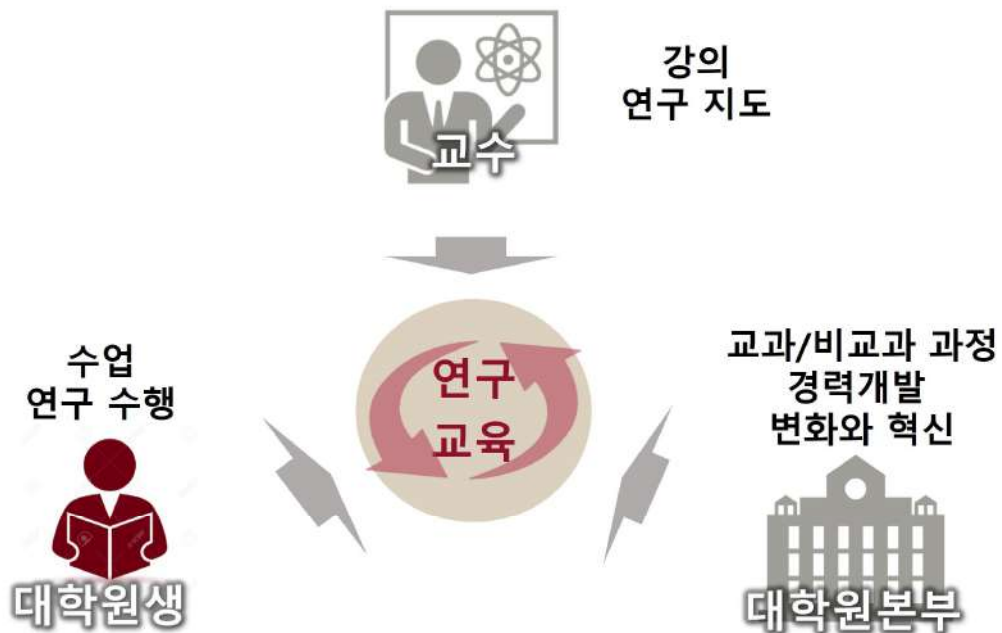 강의
연구 지도
교수
수업
연구 수행
연구
교육
교과/비교과 과정
경력개발
변화와 혁신
대학원생
대학원본부